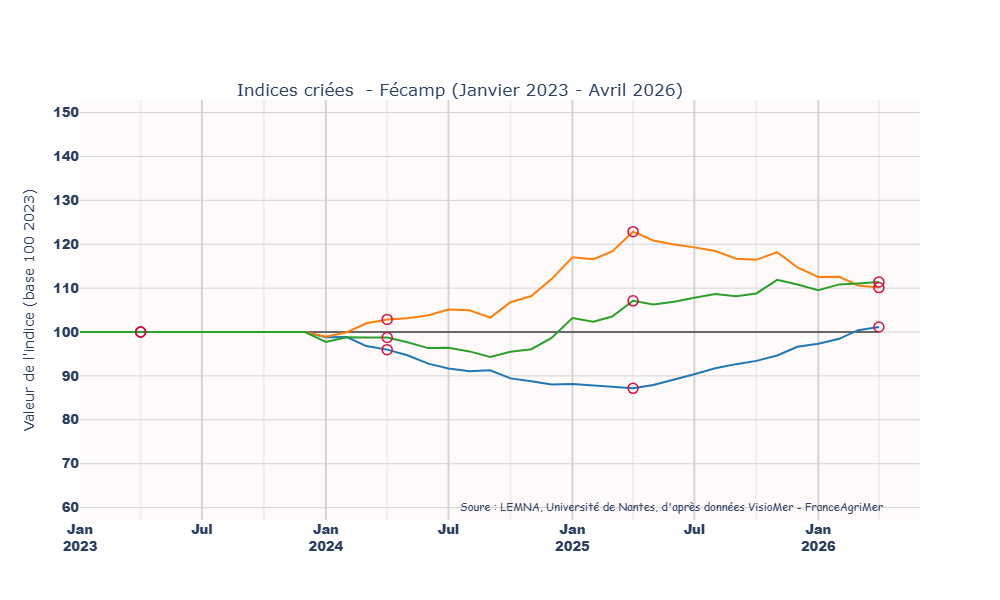 Indices criées  - Fécamp (Janvier 2023 - Avril 2026)
Valeur de l'indice (base 100 2023)
150
140
130
120
110
100
90
80
70
60
Soure : LEMNA, Université de Nantes, d'après données VisioMer - FranceAgriMer
Jan Jul Jan Jul Jan Jul Jan
2023 2024 2025 2026